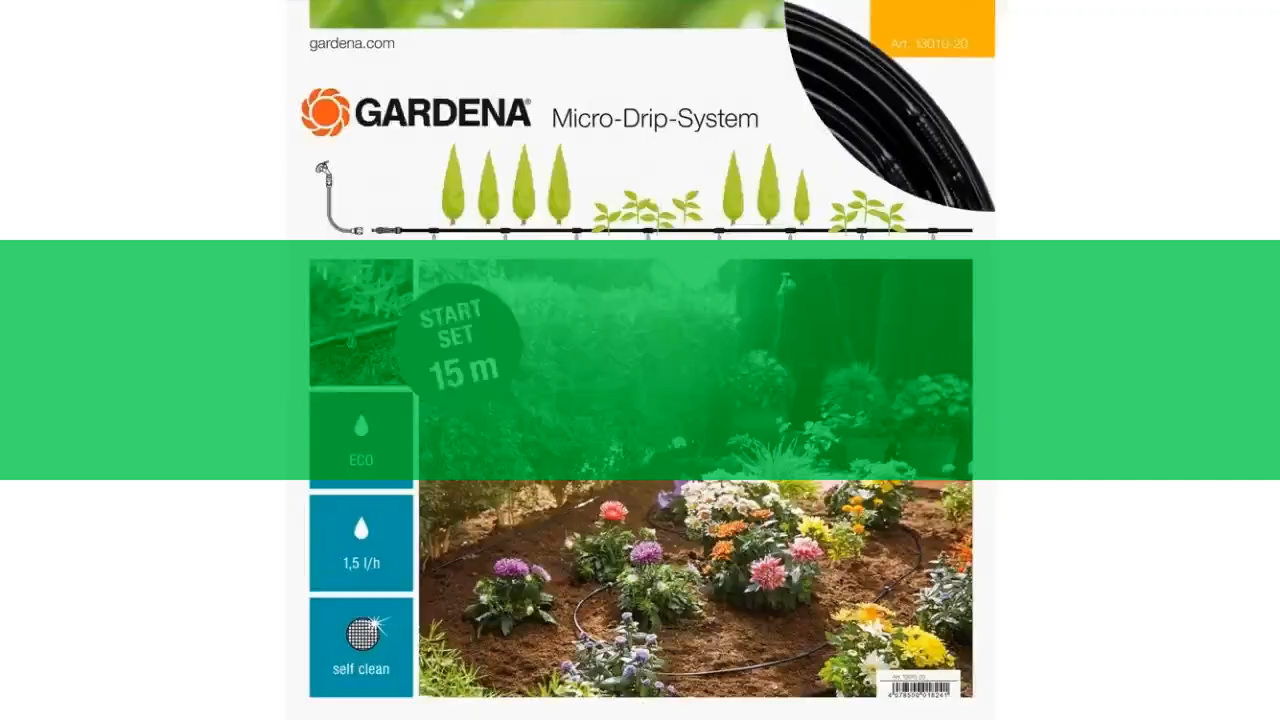 gardena.com
Art. 13010-20
GARDENA®
Micro-Drip-System
START
SET
15 m
ECO
1,5 l/h
self clean